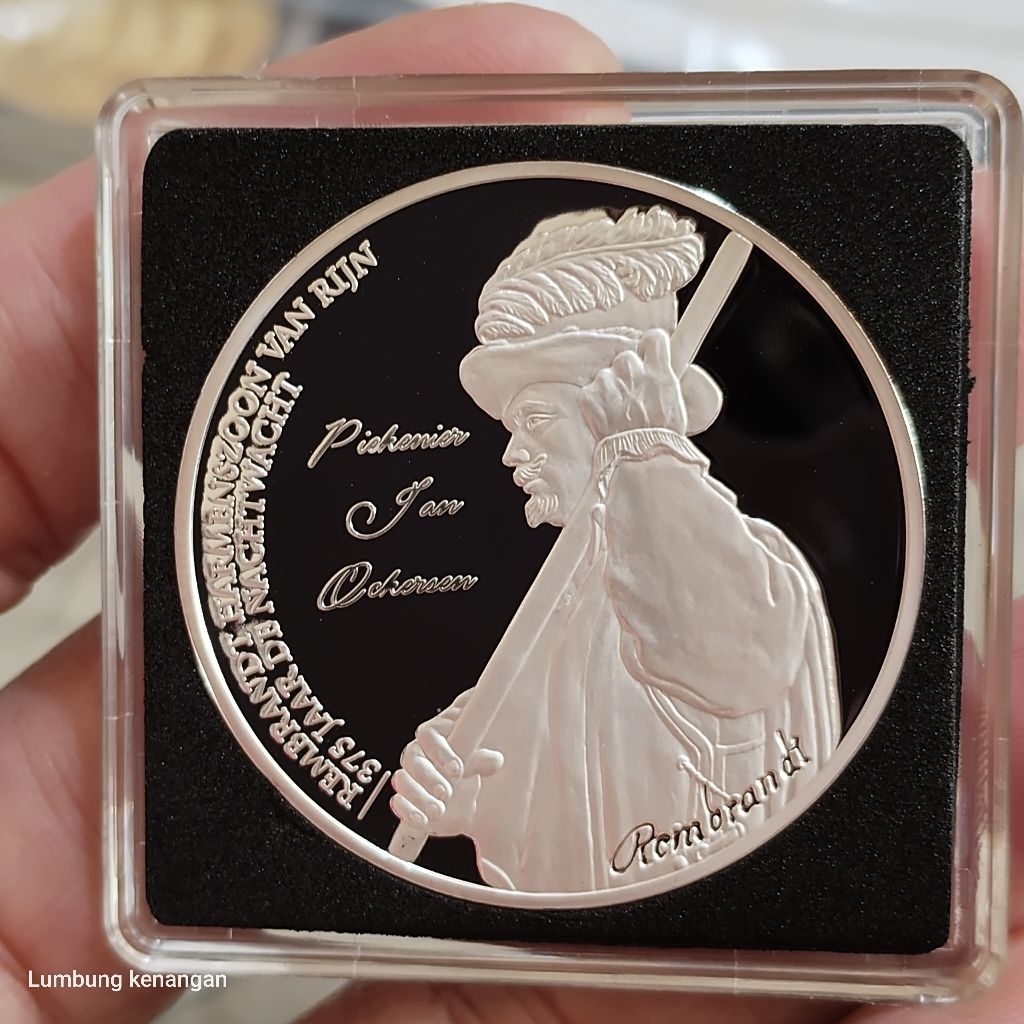 REMBRANDT HARMENSZOON VAN RIJN
375 JAAR DE NACHTWACHT
Piekenier
Jan
Ockersen
Rembrandt
Lumbung kenangan